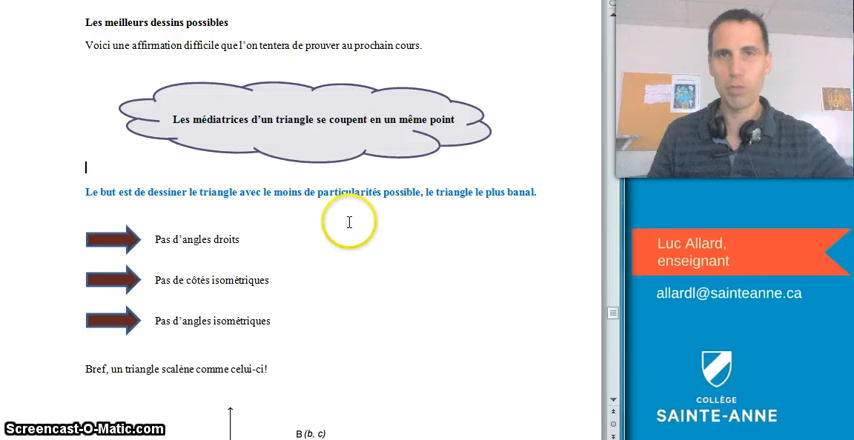 Les meilleurs dessins possibles
Voici une affirmation difficile que l'on tentera de prouver au prochain cours.
Les médiatrices d'un triangle se coupent en un même point
Le but est de dessiner le triangle avec le moins de particularités possible, le triangle le plus banal.
Pas d'angles droits
Pas de côtés isométriques
Pas d'angles isométriques
Bref, un triangle scalène comme celui-ci!
B (b, c)
Screencast-O-Matic.com
Luc Allard,
enseignant
allardl@sainteanne.ca
COLLÈGE
SAINTE-ANNE